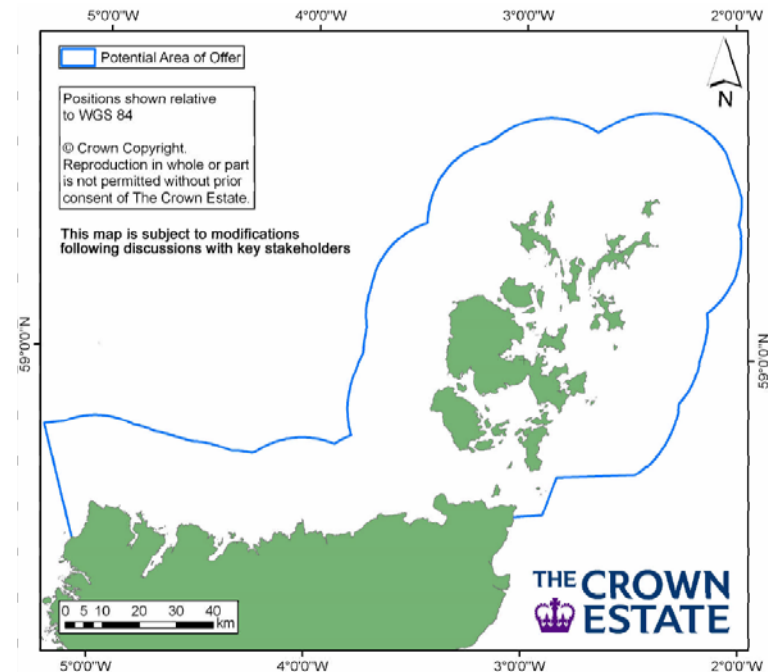 5°0'0"W 4°0'0"W 3°0'0"W 2°0'0"W
Potential Area of Offer
N
Positions shown relative
to WGS 84
© Crown Copyright.
Reproduction in whole or part
is not permitted without prior
consent of The Crown Estate.
This map is subject to modifications
following discussions with key stakeholders
59°0'0"N
59°0'0"N
THE CROWN
ESTATE
0 5 10 20 30 40
km
5°0'0"W 4°0'0"W 3°0'0"W 2°0'0"W